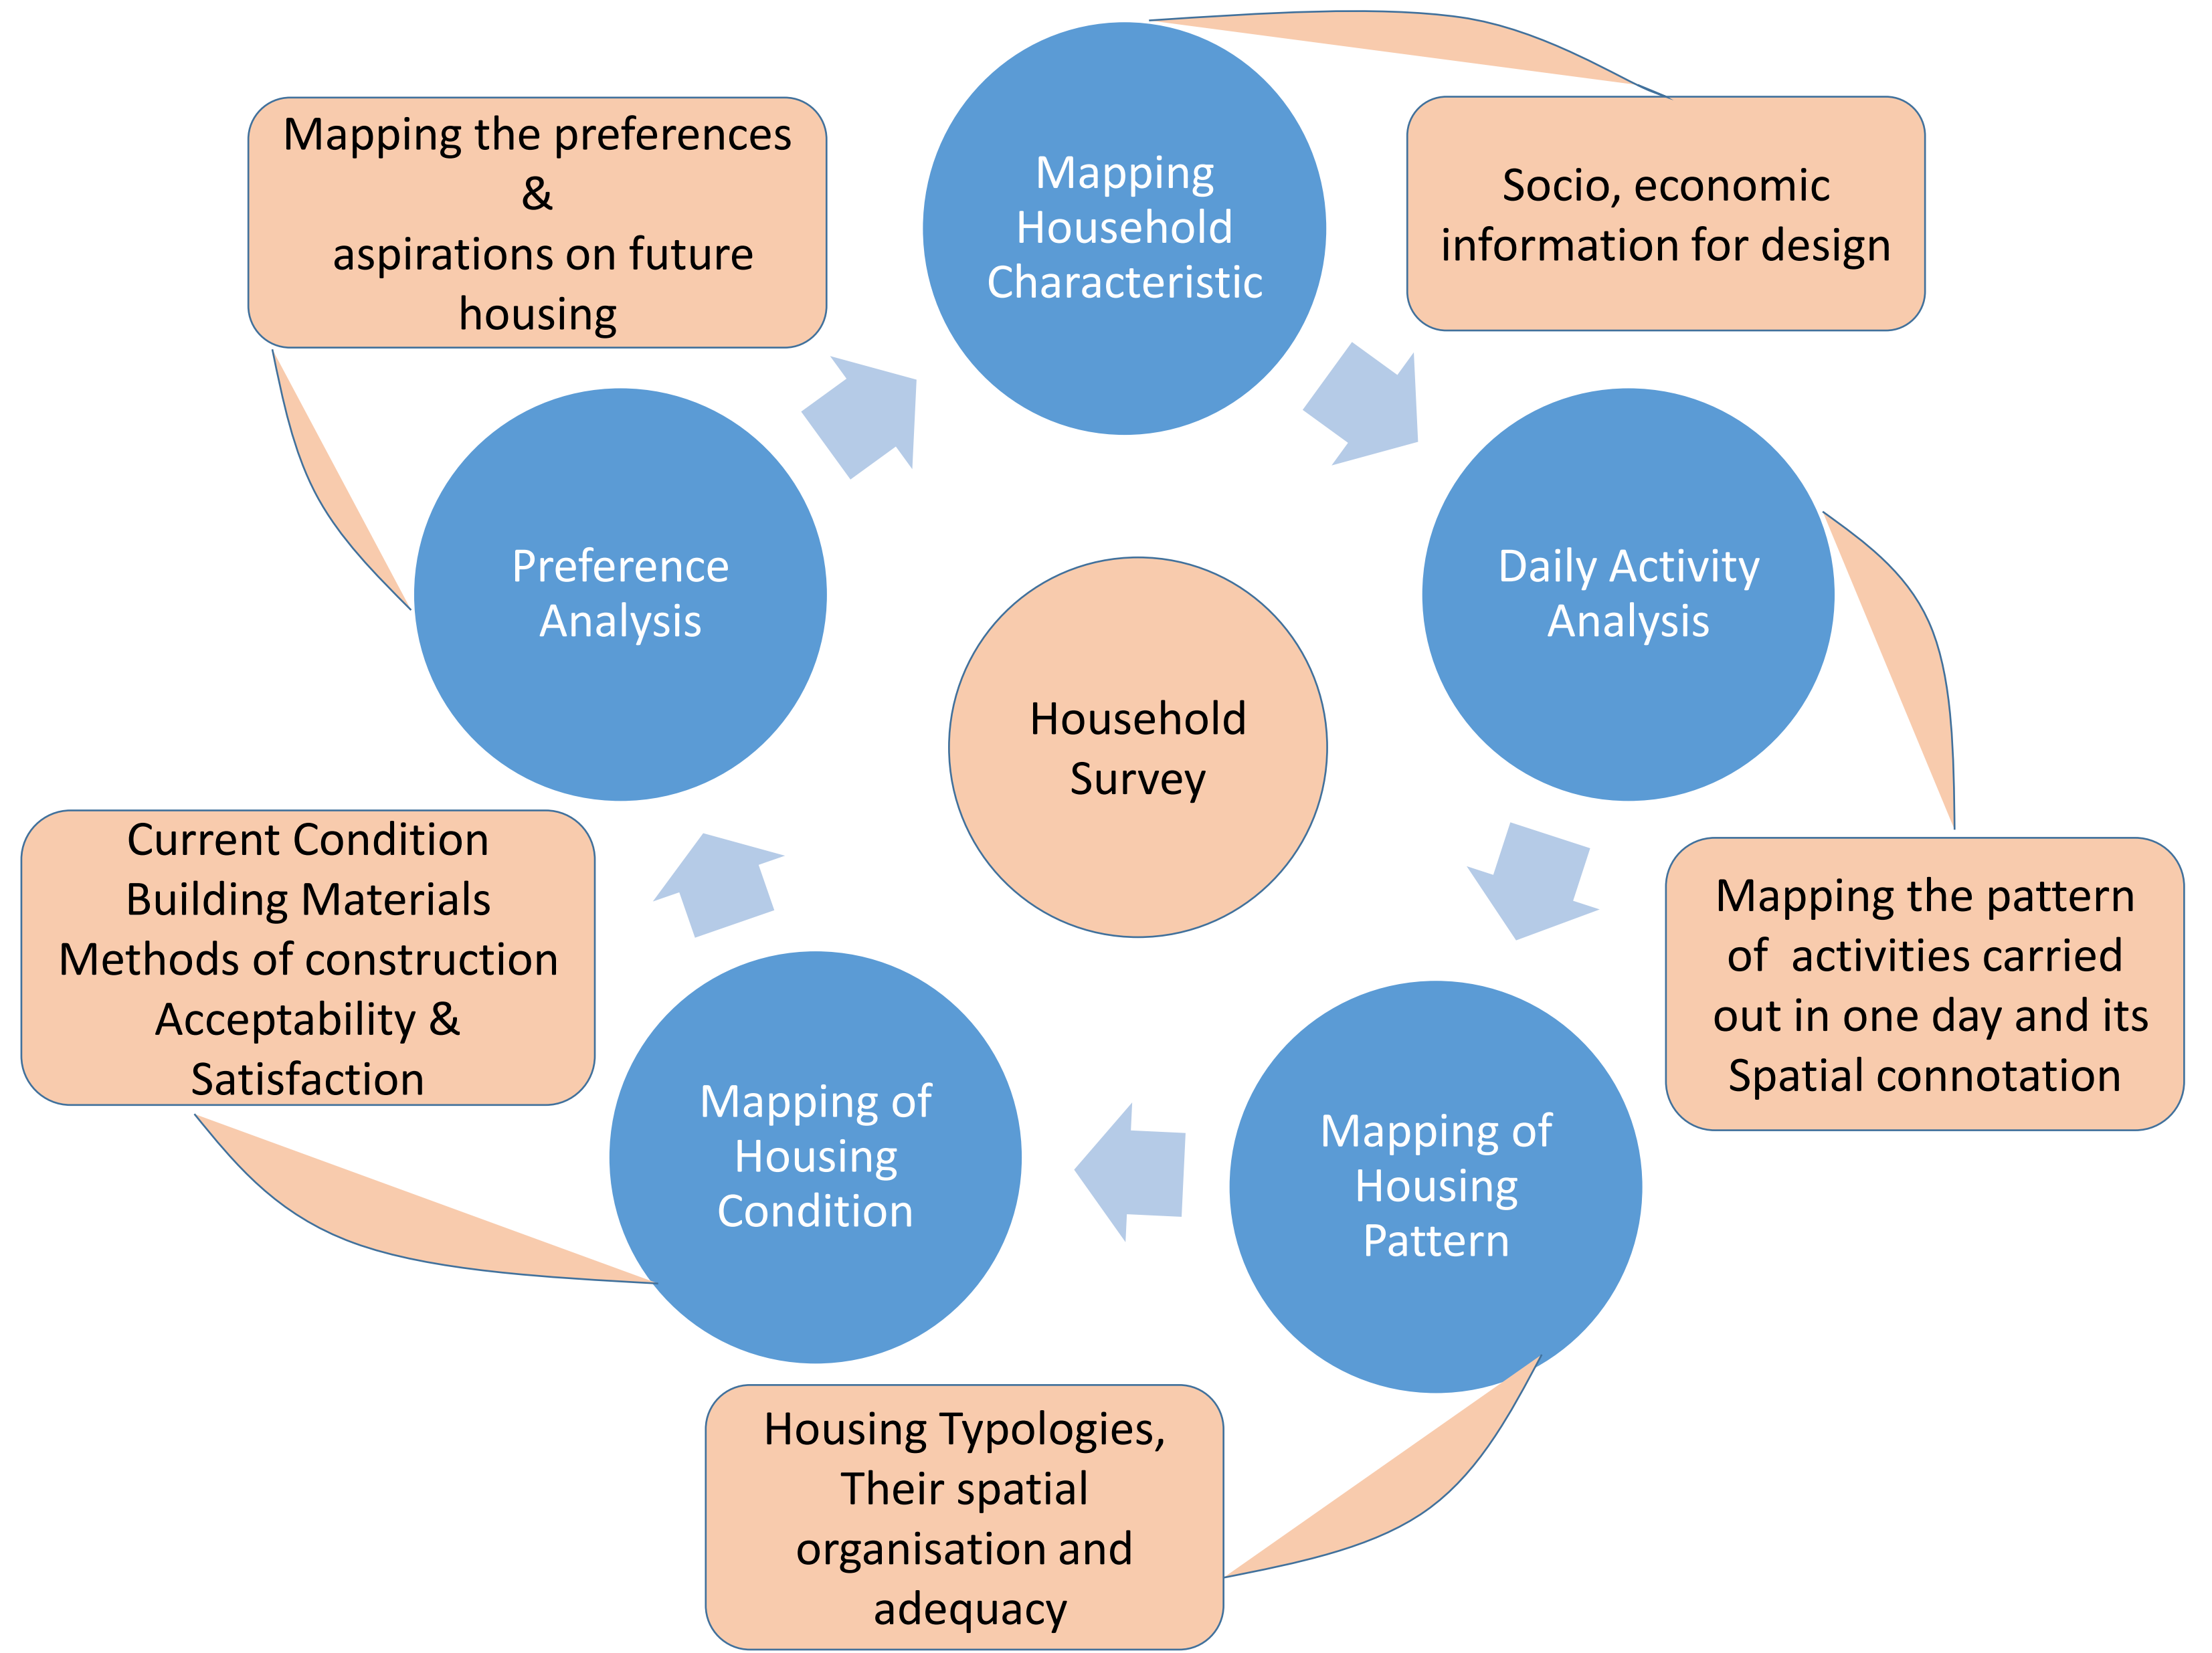 Mapping
Household
Characteristic
Socio, economic
information for design
Daily Activity
Analysis
Mapping the pattern
of activities carried
out in one day and its
Spatial connotation
Mapping of
Housing
Pattern
Housing Typologies,
Their spatial
organisation and
adequacy
Mapping of
Housing
Condition
Current Condition
Building Materials
Methods of construction
Acceptability &
Satisfaction
Preference
Analysis
Mapping the preferences
&
aspirations on future
housing
Household
Survey